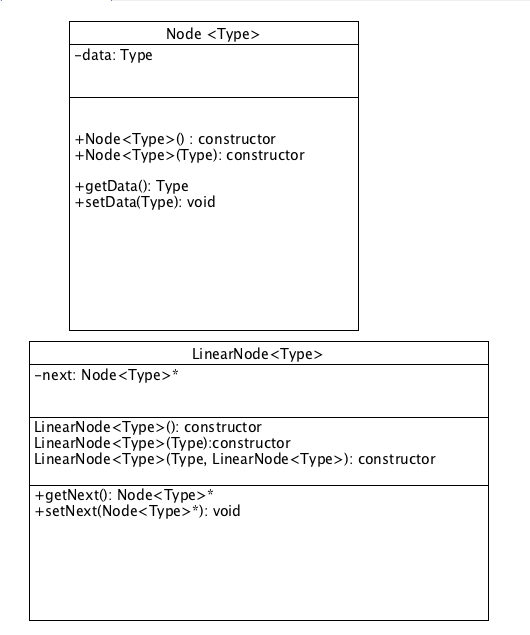 Node <Type>
-data: Type
+Node<Type>() : constructor
+Node<Type>(Type): constructor
+getData(): Type
+setData(Type): void
LinearNode<Type>
-next: Node<Type>*
LinearNode<Type>(): constructor
LinearNode<Type>(Type):constructor
LinearNode<Type>(Type, LinearNode<Type>): constructor
+getNext(): Node<Type>*
+setNext(Node<Type>*): void